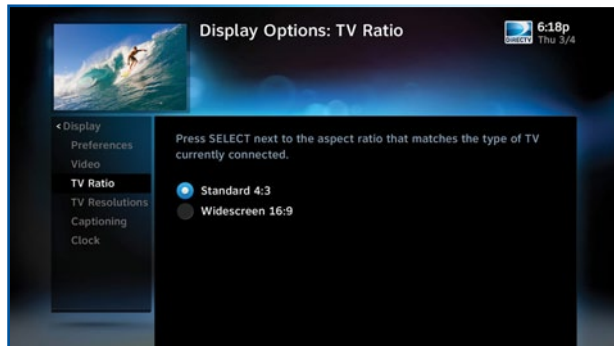 Display Options: TV Ratio
DIRECTV
6:18p
Thu 3/4
Display
Preferences
Video
TV Ratio
TV Resolutions
Captioning
Clock
Press SELECT next to the aspect ratio that matches the type of TV
currently connected.
Standard 4:3
Widescreen 16:9